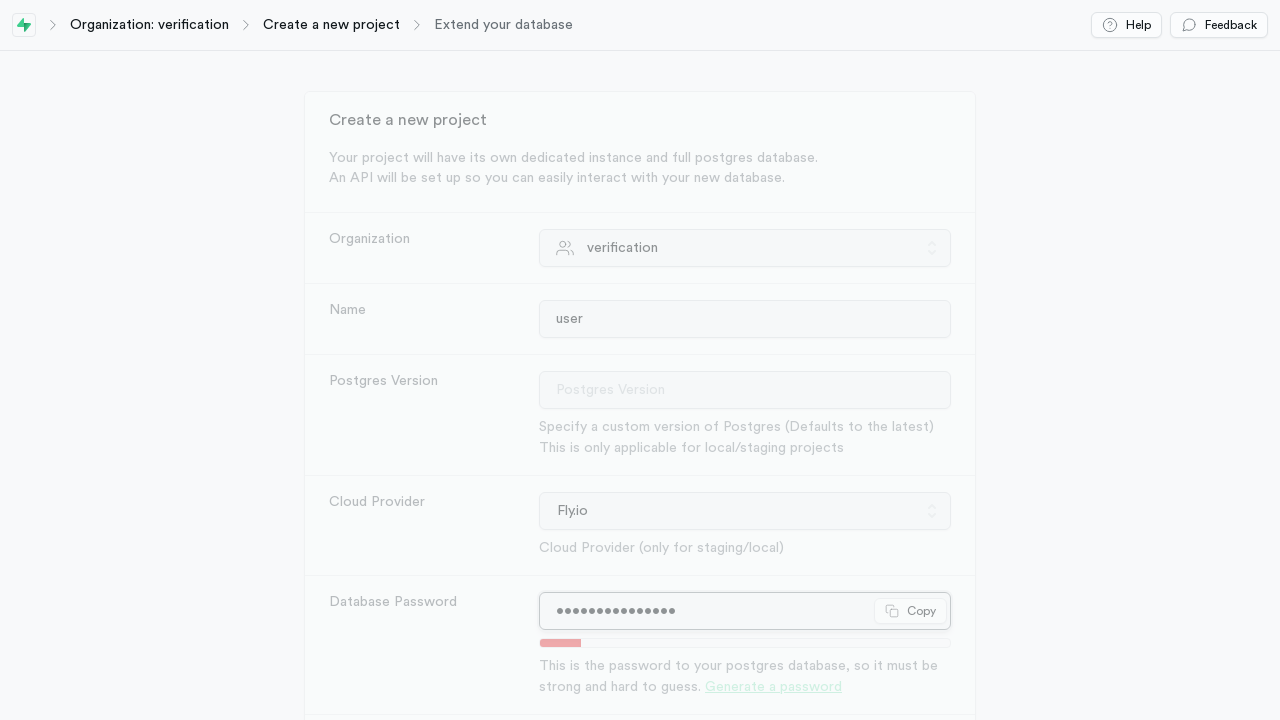 Organization: verification
Create a new project
Extend your database
Help
Feedback
Create a new project
Your project will have its own dedicated instance and full postgres database.
An API will be set up so you can easily interact with your new database.
Organization
verification
Name
user
Postgres Version
Postgres Version
Specify a custom version of Postgres (Defaults to the latest)
This is only applicable for local/staging projects
Cloud Provider
Fly.io
Cloud Provider (only for staging/local)
Database Password
•••••••••••••••
Copy
This is the password to your postgres database, so it must be
strong and hard to guess. Generate a password